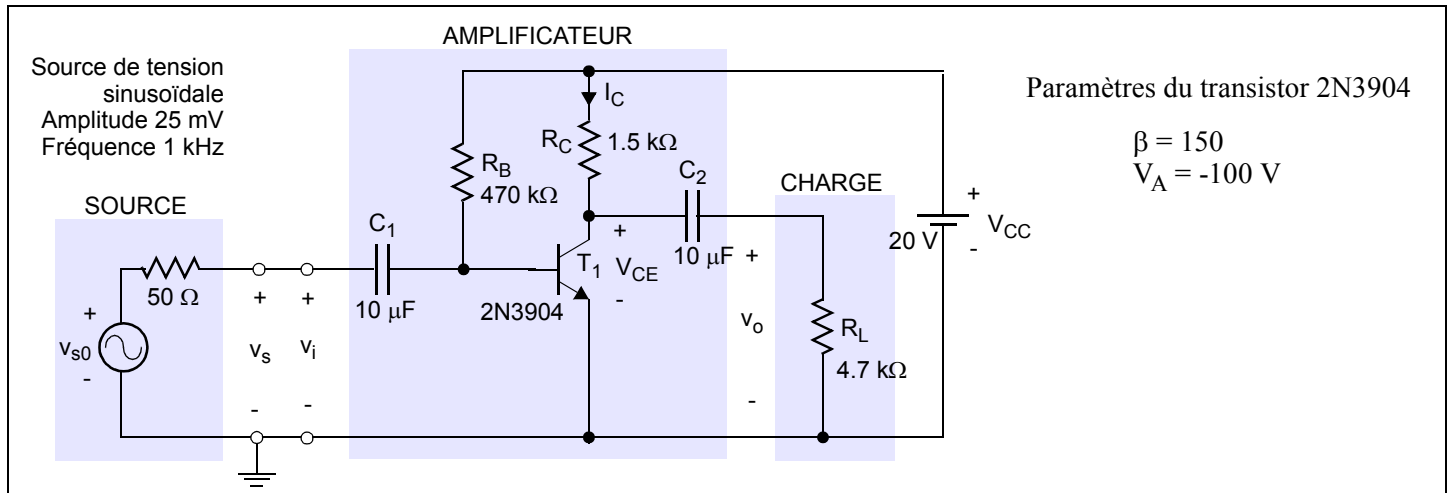 AMPLIFICATEUR
Source de tension
sinusoïdale
Amplitude 25 mV
Fréquence 1 kHz
Paramètres du transistor 2N3904
β = 150
V_A = -100 V
I_C
R_C
1.5 kΩ
R_B
470 kΩ
C_2
10 µF
CHARGE
SOURCE
C_1
10 µF
+
V_CC
-
20 V
50 Ω
+
v_s0
-
+
v_s
-
+
v_i
-
T_1
2N3904
+
V_CE
-
+
v_o
-
R_L
4.7 kΩ